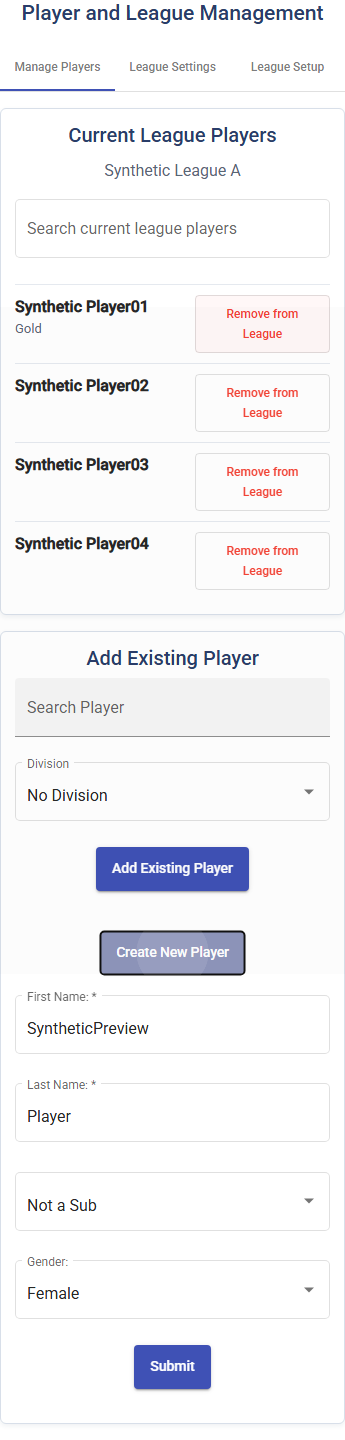 Player and League Management
Manage Players
League Settings
League Setup
Current League Players
Synthetic League A
Search current league players
Synthetic Player01
Gold
Remove from
League
Synthetic Player02
Remove from
League
Synthetic Player03
Remove from
League
Synthetic Player04
Remove from
League
Add Existing Player
Search Player
Division
No Division
Add Existing Player
Create New Player
First Name: *
SyntheticPreview
Last Name: *
Player
Not a Sub
Gender:
Female
Submit